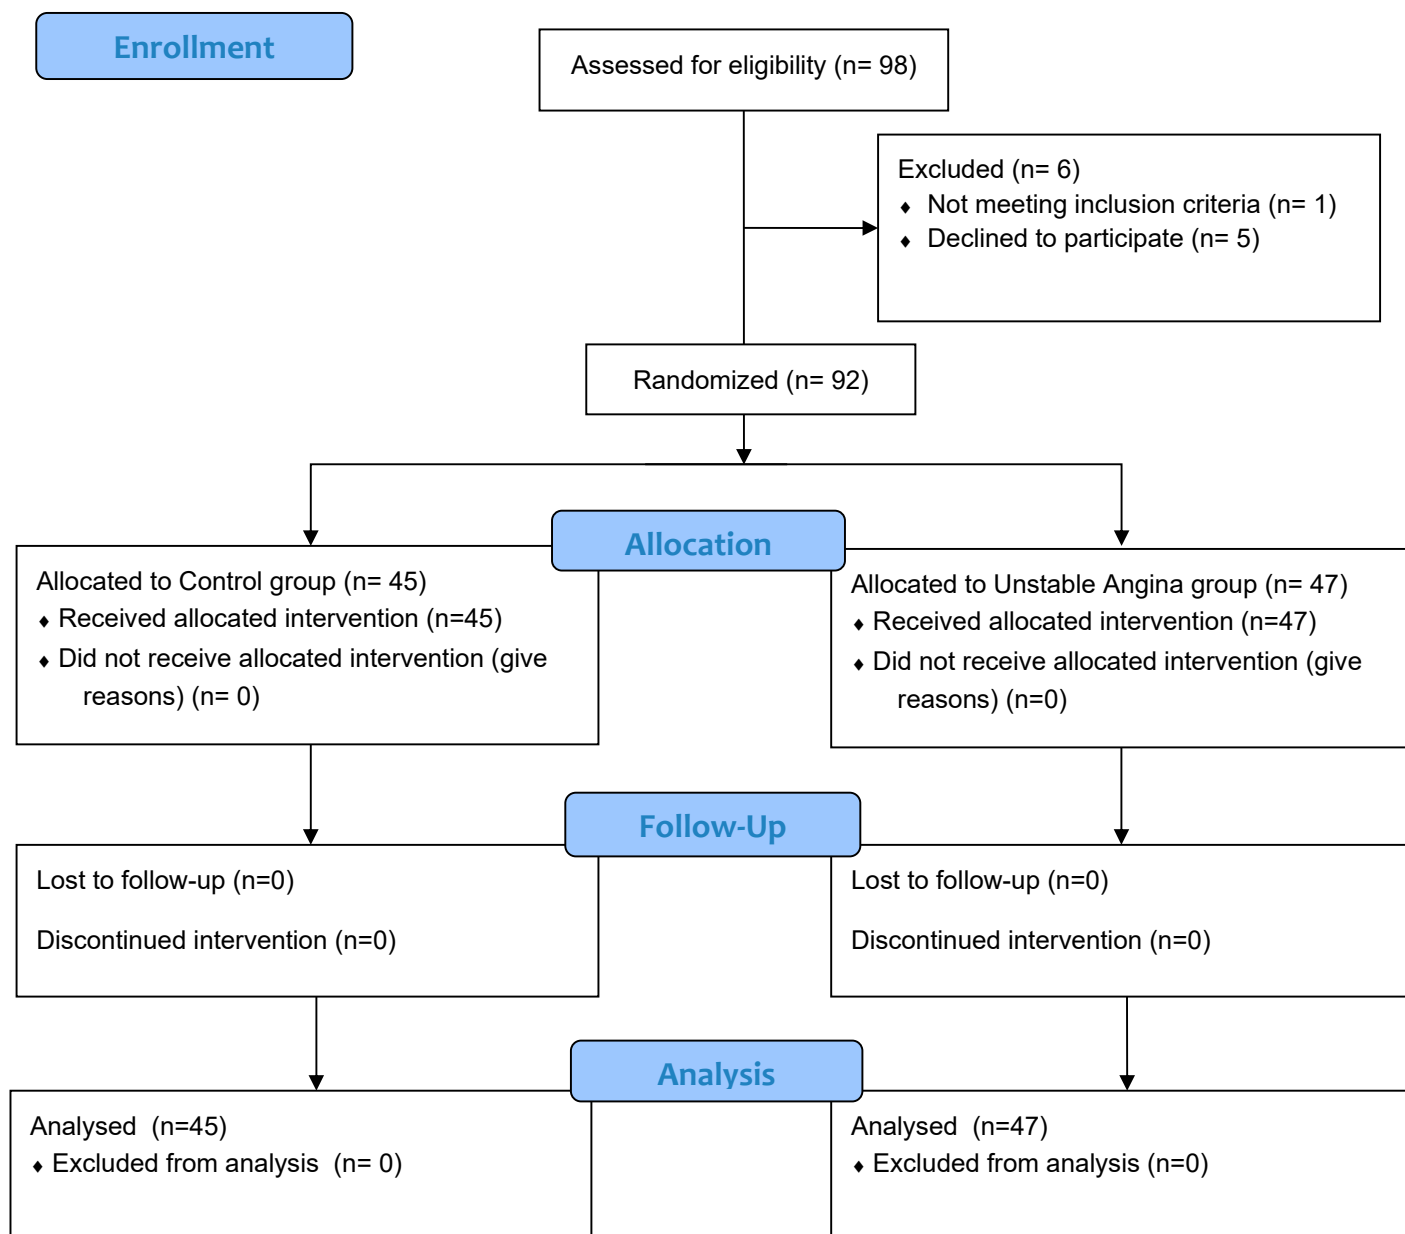 Enrollment
Assessed for eligibility (n= 98)
Excluded (n= 6)
♦ Not meeting inclusion criteria (n= 1)
♦ Declined to participate (n= 5)
Randomized (n= 92)
Allocation
Allocated to Control group (n= 45)
♦ Received allocated intervention (n=45)
♦ Did not receive allocated intervention (give
reasons) (n= 0)
Allocated to Unstable Angina group (n= 47)
♦ Received allocated intervention (n=47)
♦ Did not receive allocated intervention (give
reasons) (n=0)
Follow-Up
Lost to follow-up (n=0)
Discontinued intervention (n=0)
Lost to follow-up (n=0)
Discontinued intervention (n=0)
Analysis
Analysed  (n=45)
♦ Excluded from analysis  (n= 0)
Analysed  (n=47)
♦ Excluded from analysis (n=0)